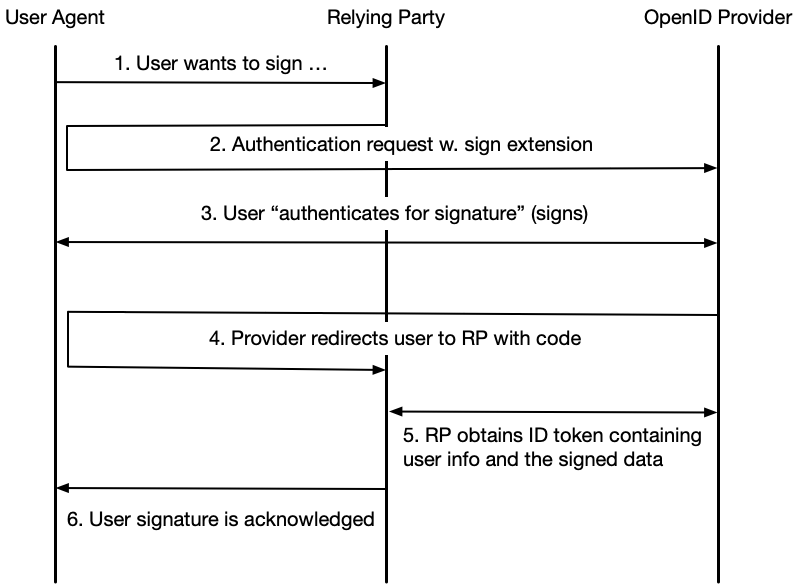 User Agent
Relying Party
OpenID Provider
1. User wants to sign …
2. Authentication request w. sign extension
3. User “authenticates for signature” (signs)
4. Provider redirects user to RP with code
5. RP obtains ID token containing
user info and the signed data
6. User signature is acknowledged